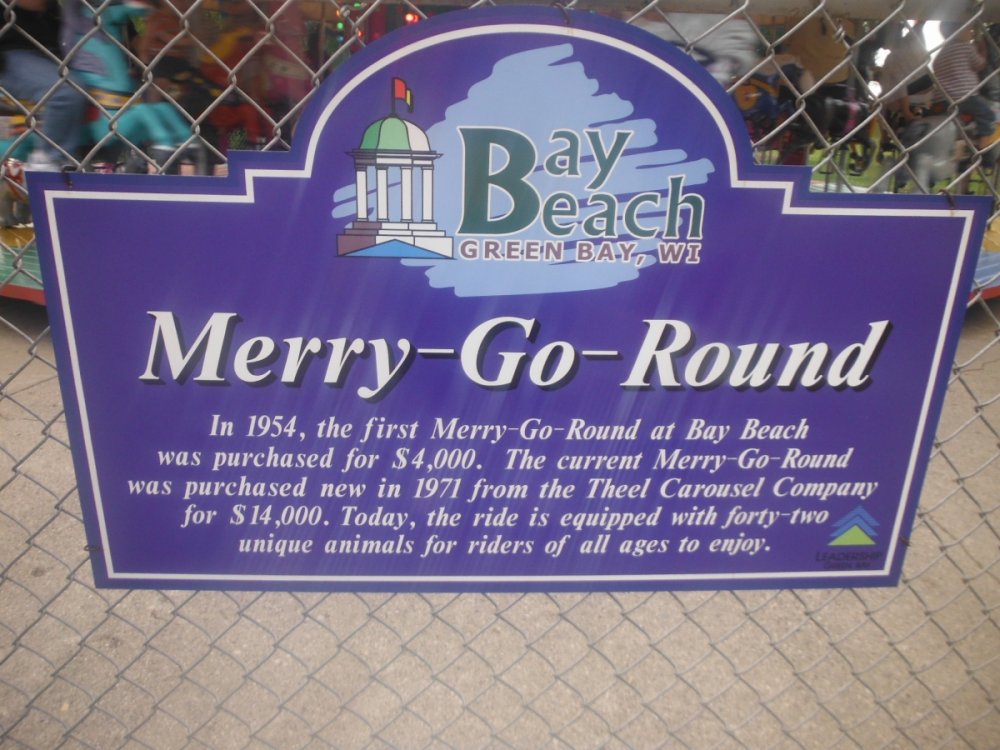 Bay
Beach
GREEN BAY, WI
Merry-Go-Round
In 1954, the first Merry-Go-Round at Bay Beach
was purchased for $4,000. The current Merry-Go-Round
was purchased new in 1971 from the Theel Carousel Company
for $14,000. Today, the ride is equipped with forty-two
unique animals for riders of all ages to enjoy.
LEADERSHIP
GREEN BAY